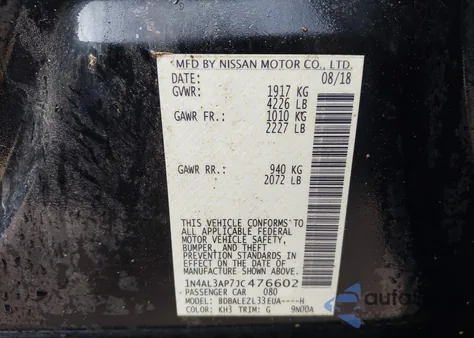 MFD BY NISSAN MOTOR CO., LTD.
DATE: 08/18
GVWR: 1917 KG
4226 LB
GAWR FR.: 1010 KG
2227 LB
GAWR RR.: 940 KG
2072 LB
THIS VEHICLE CONFORMS TO
ALL APPLICABLE FEDERAL
MOTOR VEHICLE SAFETY,
BUMPER, AND THEFT
PREVENTION STANDARDS IN
EFFECT ON THE DATE OF
MANUFACTURE SHOWN ABOVE.
1N4AL3AP7JC476602
PASSENGER CAR 080
MODEL: BDBALEZL33EUA----H
COLOR: KH3 TRIM: G